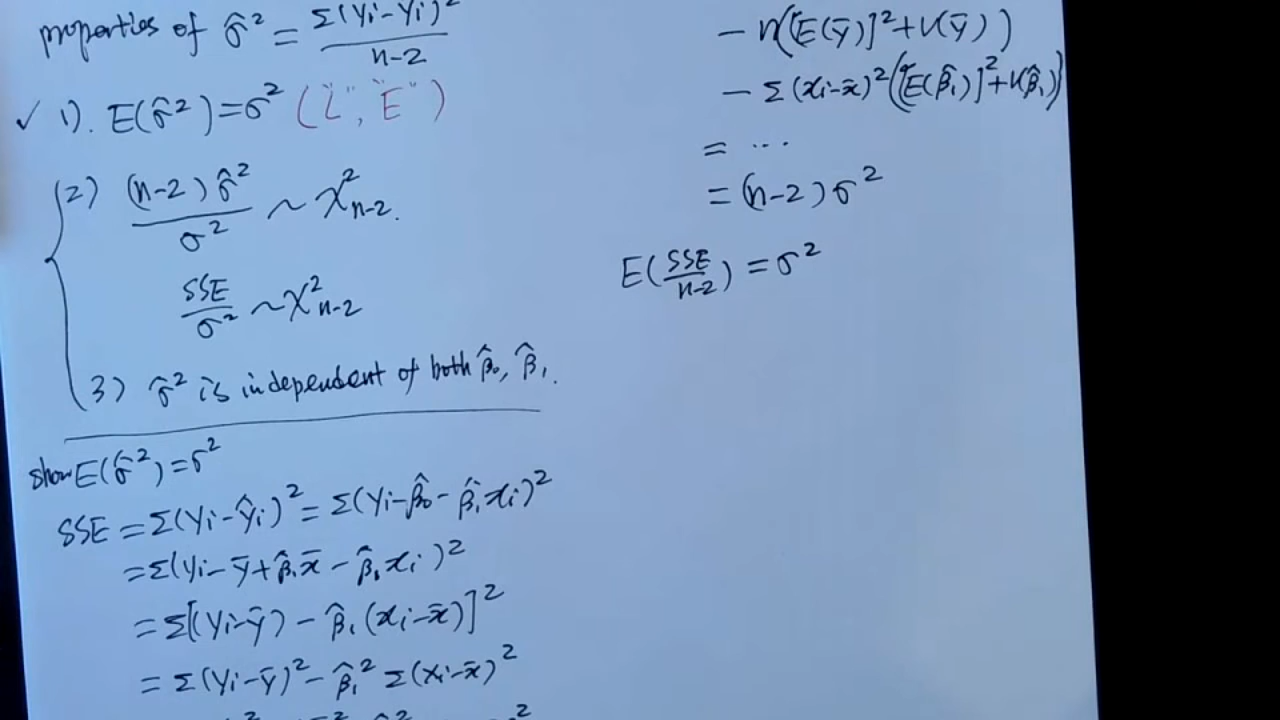 properties of σ̂² = Σ(yi-ŷi)² / n-2
✓ 1). E(σ̂²)=σ² ("L", "E")
(2) (n-2)σ̂² / σ² ~ χ²n-2.
SSE / σ² ~ χ²n-2
(3) σ̂² is independent of both β̂₀, β̂₁.
show E(σ̂²)=σ²
SSE = Σ(yi-ŷi)² = Σ(yi-β̂₀-β̂₁xi)²
= Σ(yi-ȳ+β̂₁x̄-β̂₁xi)²
= Σ[(yi-ȳ) - β̂₁(xi-x̄)]²
= Σ(yi-ȳ)² - β̂₁² Σ(xi-x̄)²
- n([E(ȳ)]²+V(ȳ))
- Σ(xi-x̄)²([E(β̂₁)]²+V(β̂₁))
= ...
= (n-2)σ²
E(SSE / n-2) = σ²